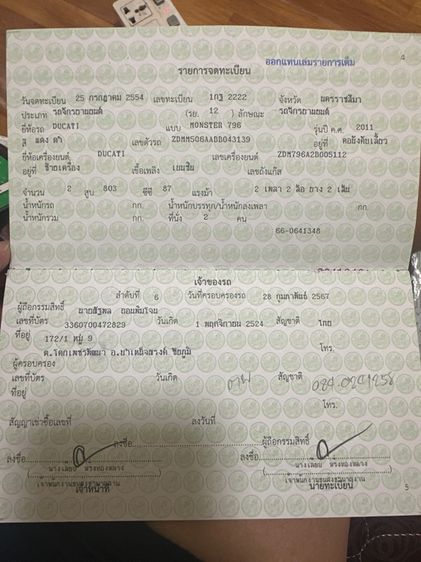 4
ออกแทนเล่มรายการเต็ม
รายการจดทะเบียน
วันจดทะเบียน 25 กรกฎาคม 2554 เลขทะเบียน 1กฐ 2222 จังหวัด นครราชสีมา
ประเภท รถจักรยานยนต์ (รย. 12 ) ลักษณะ รถจักรยานยนต์
ยี่ห้อรถ DUCATI แบบ MONSTER 796 รุ่นปี ค.ศ. 2011
สี แดง ดำ เลขตัวรถ ZDMM506AADB043139 อยู่ที่ คอยังคับเลี้ยว
ยี่ห้อเครื่องยนต์ DUCATI เลขเครื่องยนต์ ZDM796A2B005112
อยู่ที่ ซ้ายเครื่อง เชื้อเพลิง เบนซิน เลขถังแก๊ส
จำนวน 2 สูบ 803 ซีซี 87 แรงม้า 2 เพลา 2 ล้อ ยาง 2 เส้น
น้ำหนักรถ กก. น้ำหนักบรรทุก/น้ำหนักลงเพลา กก.
น้ำหนักรวม กก. ที่นั่ง 2 คน
66-0641348
เจ้าของรถ
ลำดับที่ 6 วันที่ครอบครองรถ 28 กุมภาพันธ์ 2567
ผู้ถือกรรมสิทธิ์
เลขที่บัตร 3360700472829 วันเกิด 1 พฤศจิกายน 2524 สัญชาติ ไทย
ที่อยู่ 172/1 หมู่ 9 โทร.
ต.โคกเพชรพัฒนา อ.บำเหน็จณรงค์ ชัยภูมิ
ผู้ครอบครอง
เลขที่บัตร วันเกิด สัญชาติ
ที่อยู่ โทร.
สัญญาเช่าซื้อเลขที่ ลงวันที่
ลงชื่อ ผู้ถือกรรมสิทธิ์
ลงชื่อ ลงชื่อ
เจ้าหน้าที่ นายทะเบียน
5